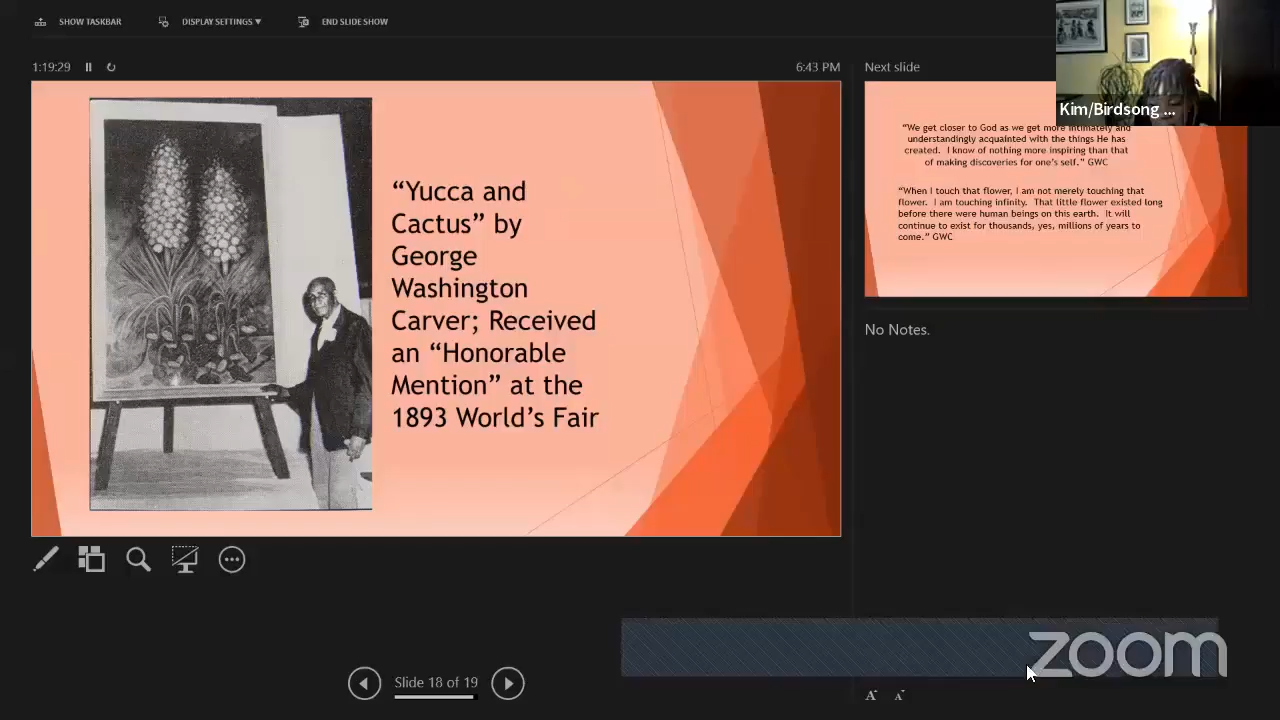 SHOW TASKBAR
DISPLAY SETTINGS ▼
END SLIDE SHOW
1:19:29
6:43 PM
Next slide
Kim/Birdsong ...
“Yucca and
Cactus” by
George
Washington
Carver; Received
an “Honorable
Mention” at the
1893 World’s Fair
“We get closer to God as we get more intimately and
understandingly acquainted with the things He has
created. I know of nothing more inspiring than that
of making discoveries for one’s self.” GWC
“When I touch that flower, I am not merely touching that
flower. I am touching infinity. That little flower existed long
before there were human beings on this earth. It will
continue to exist for thousands, yes, millions of years to
come.” GWC
No Notes.
Slide 18 of 19
zoom
A A